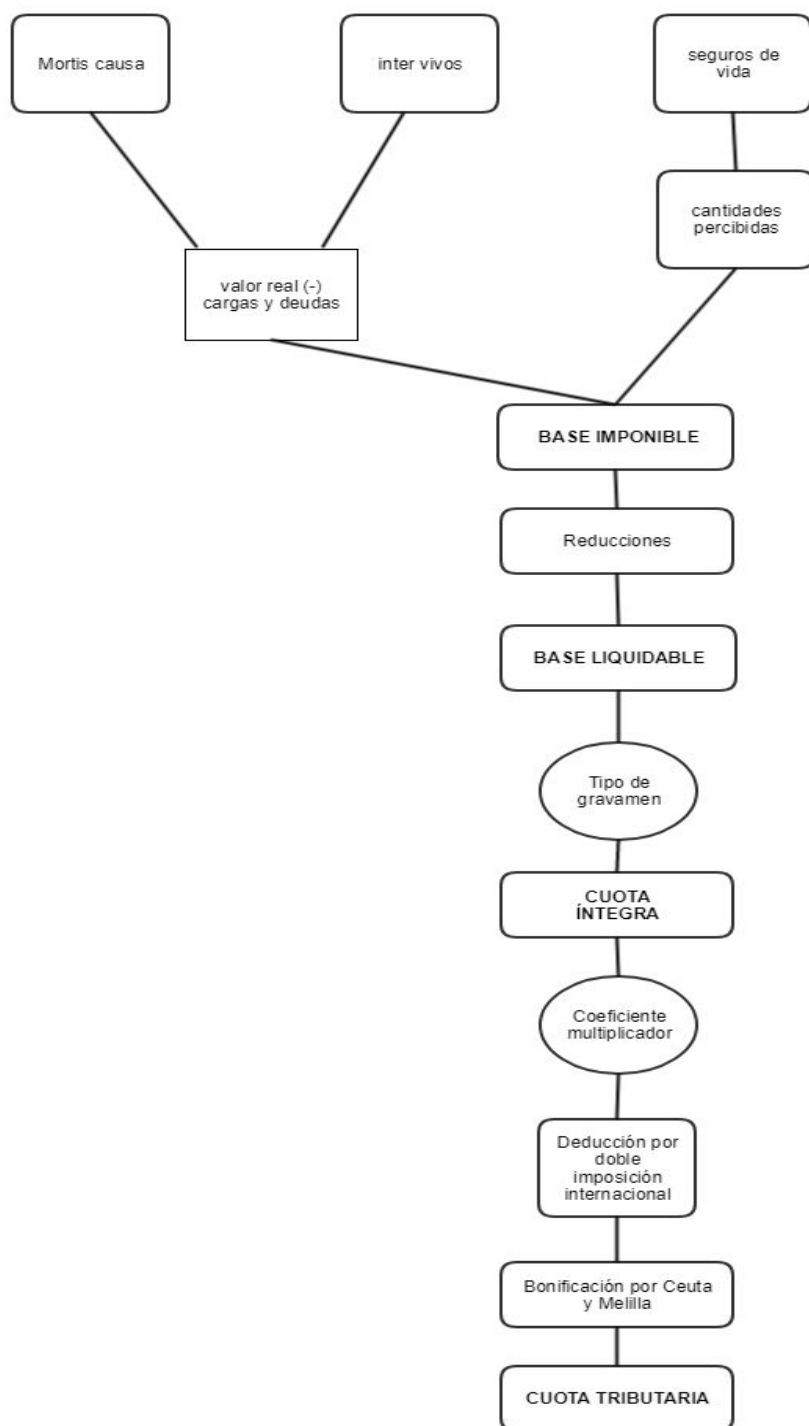 Mortis causa
inter vivos
seguros de
vida
cantidades
percibidas
valor real (-)
cargas y deudas
BASE IMPONIBLE
Reducciones
BASE LIQUIDABLE
Tipo de
gravamen
CUOTA
ÍNTEGRA
Coeficiente
multiplicador
Deducción por
doble
imposición
internacional
Bonificación por Ceuta
y Melilla
CUOTA TRIBUTARIA